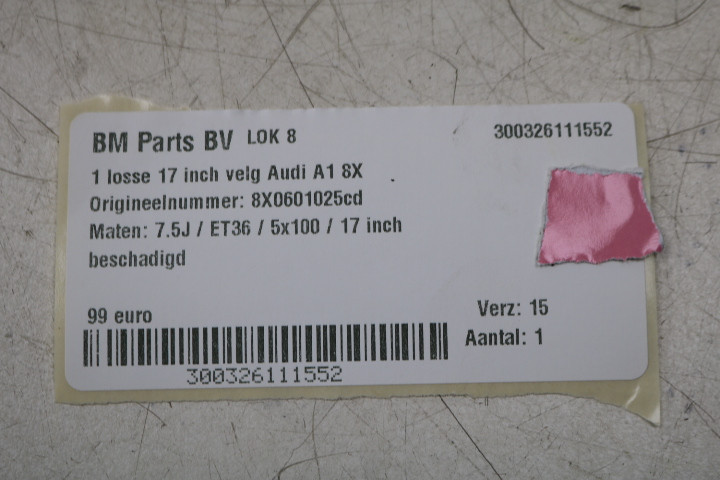 BM Parts BV LOK 8 300326111552
1 losse 17 inch velg Audi A1 8X
Origineelnummer: 8X0601025cd
Maten: 7.5J / ET36 / 5x100 / 17 inch
beschadigd
99 euro
Verz: 15
Aantal: 1
300326111552